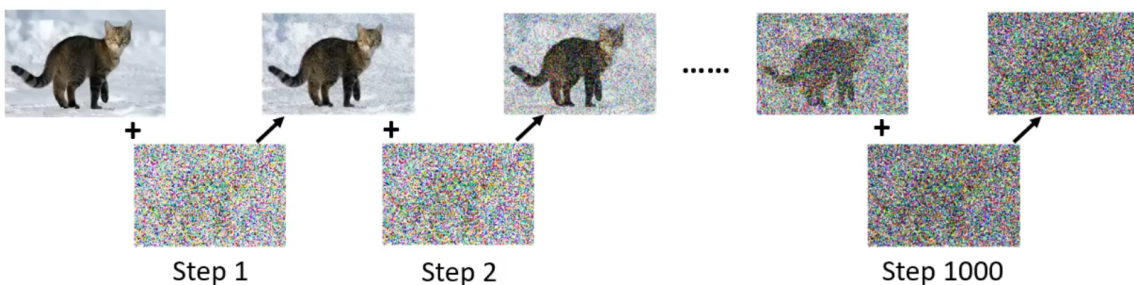 +
+
......
+
Step 1
Step 2
Step 1000